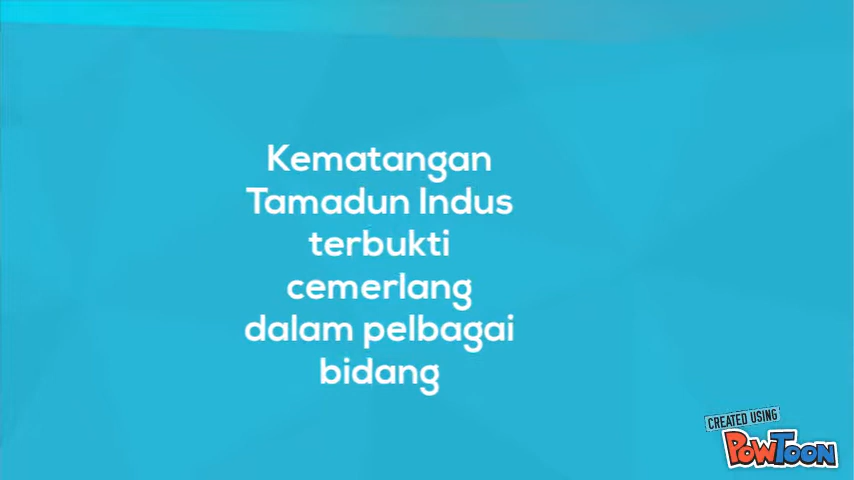 Kematangan
Tamadun Indus
terbukti
cemerlang
dalam pelbagai
bidang
CREATED USING
POWTOON